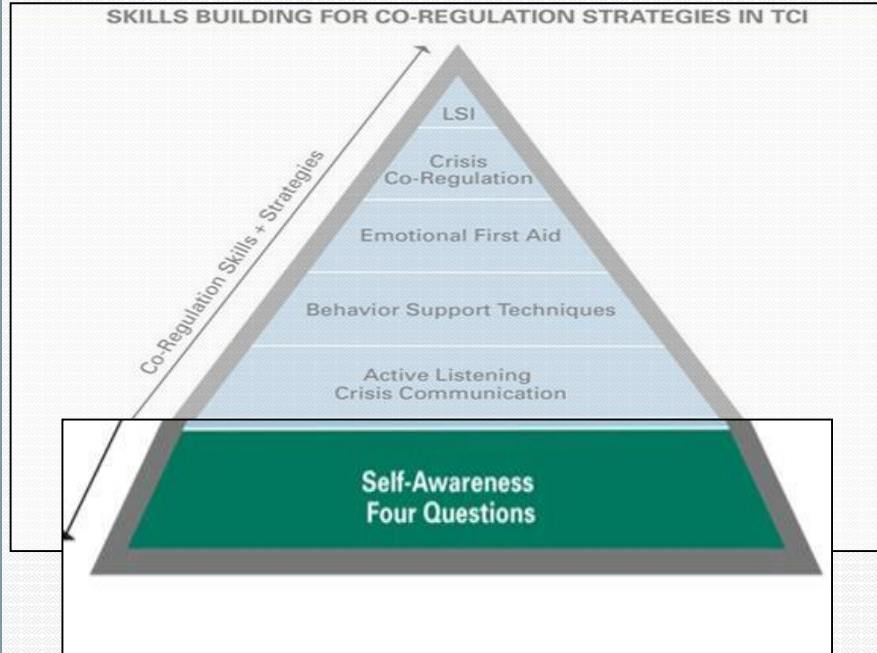 SKILLS BUILDING FOR CO-REGULATION STRATEGIES IN TCI
LSI
Crisis
Co-Regulation
Emotional First Aid
Behavior Support Techniques
Active Listening
Crisis Communication
Self-Awareness
Four Questions
Co-Regulation Skills + Strategies